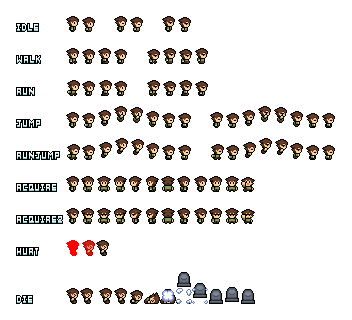 IDLE
WALK
RUN
JUMP
RUNJUMP
ACQUIRE
ACQUIRE2
HURT
DIE